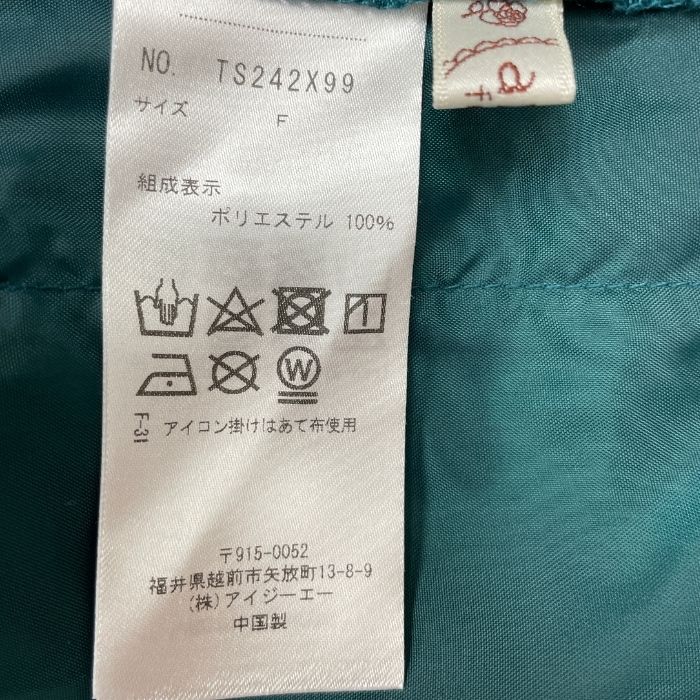 NO. TS242X99
サイズ F
組成表示
ポリエステル 100%
W
F-31 アイコン掛けはあて布使用
〒915-0052
福井県越前市矢放町13-8-9
(株)アイジーエー
中国製
a
F